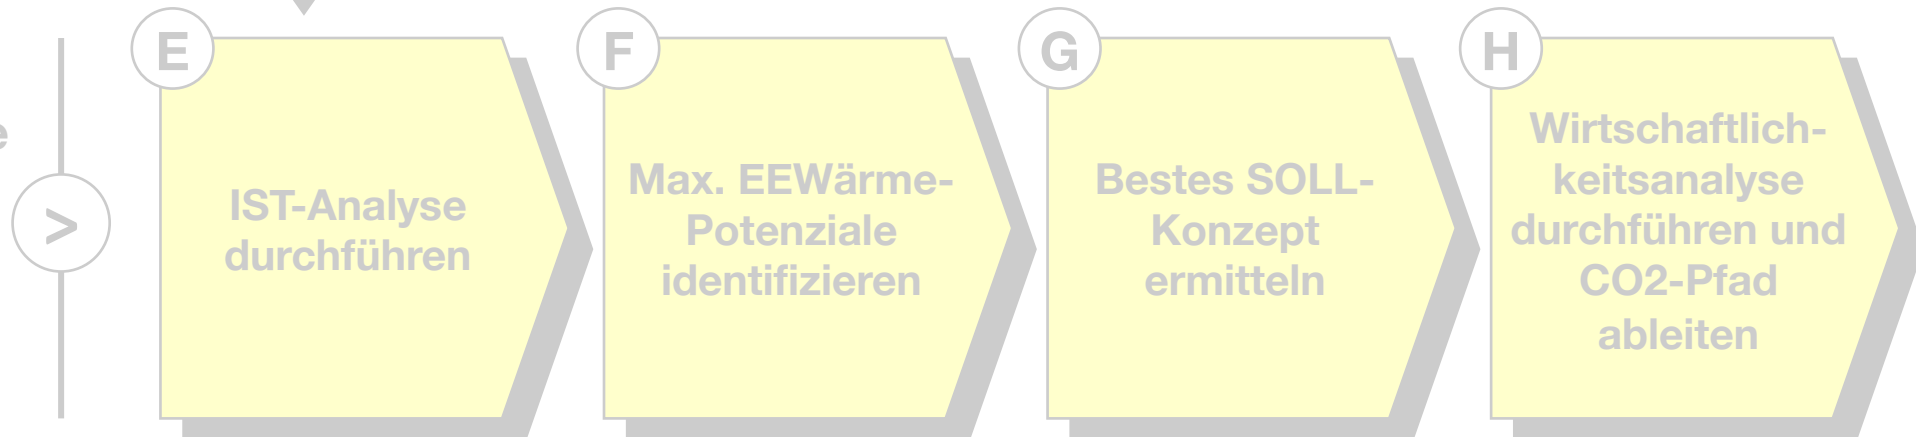 E
F
G
H
e
>
IST-Analyse
durchführen
Max. EEWärme-
Potenziale
identifizieren
Bestes SOLL-
Konzept
ermitteln
Wirtschaftlich-
keitsanalyse
durchführen und
CO2-Pfad
ableiten